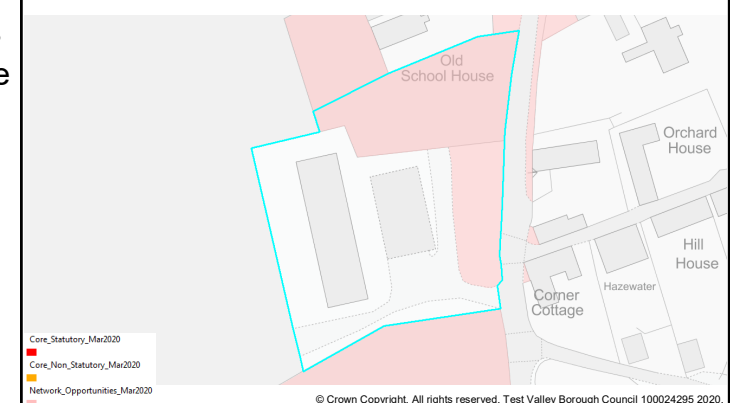 e
Old
School House
Orchard
House
Hill
House
Hazewater
Corner
Cottage
Core_Statutory_Mar2020
Core_Non_Statutory_Mar2020
Network_Opportunities_Mar2020
© Crown Copyright. All rights reserved. Test Valley Borough Council 100024295 2020.